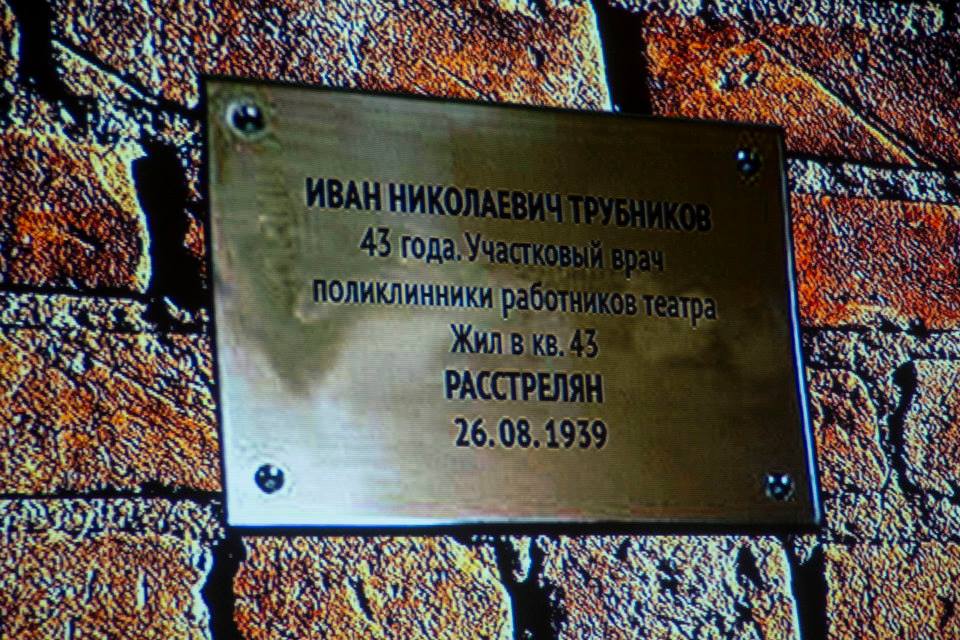 ИВАН НИКОЛАЕВИЧ ТРУБНИКОВ
43 года. Участковый врач
поликлинники работников театра
Жил в кв. 43
РАССТРЕЛЯН
26.08.1939